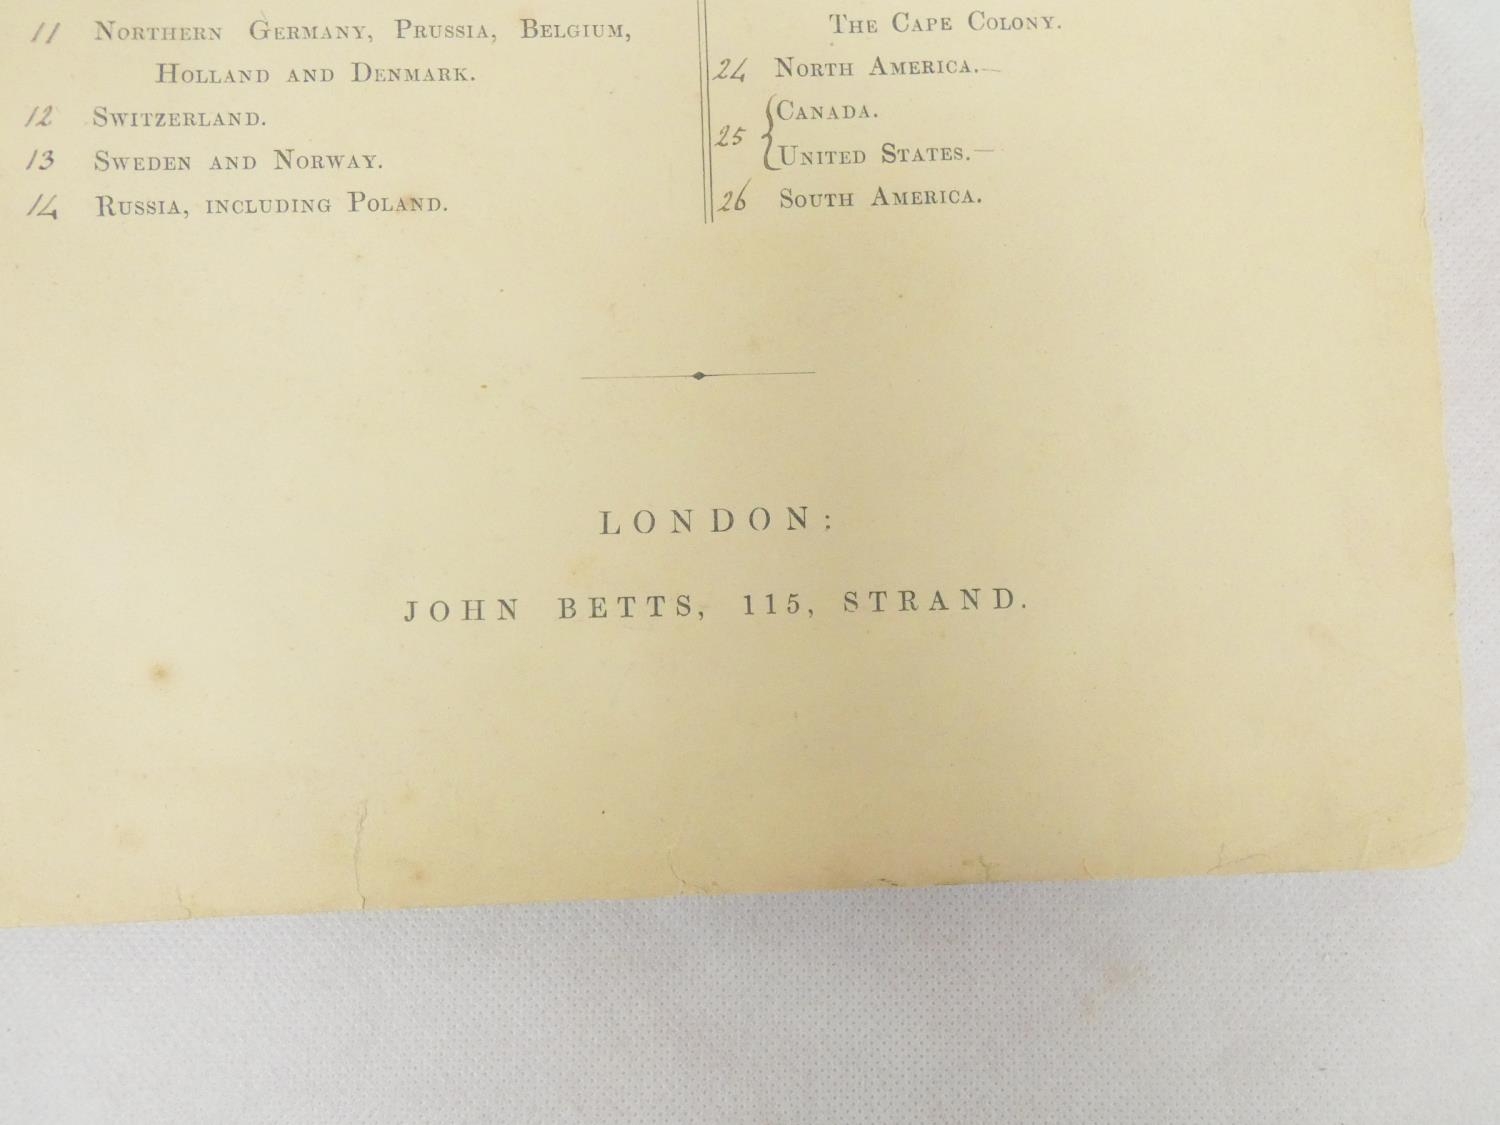 11 Northern Germany, Prussia, Belgium,
Holland and Denmark.
12 Switzerland.
13 Sweden and Norway.
14 Russia, including Poland.
The Cape Colony.
24 North America.—
25 { Canada.
United States.—
26 South America.
LONDON:
JOHN BETTS, 115, STRAND.